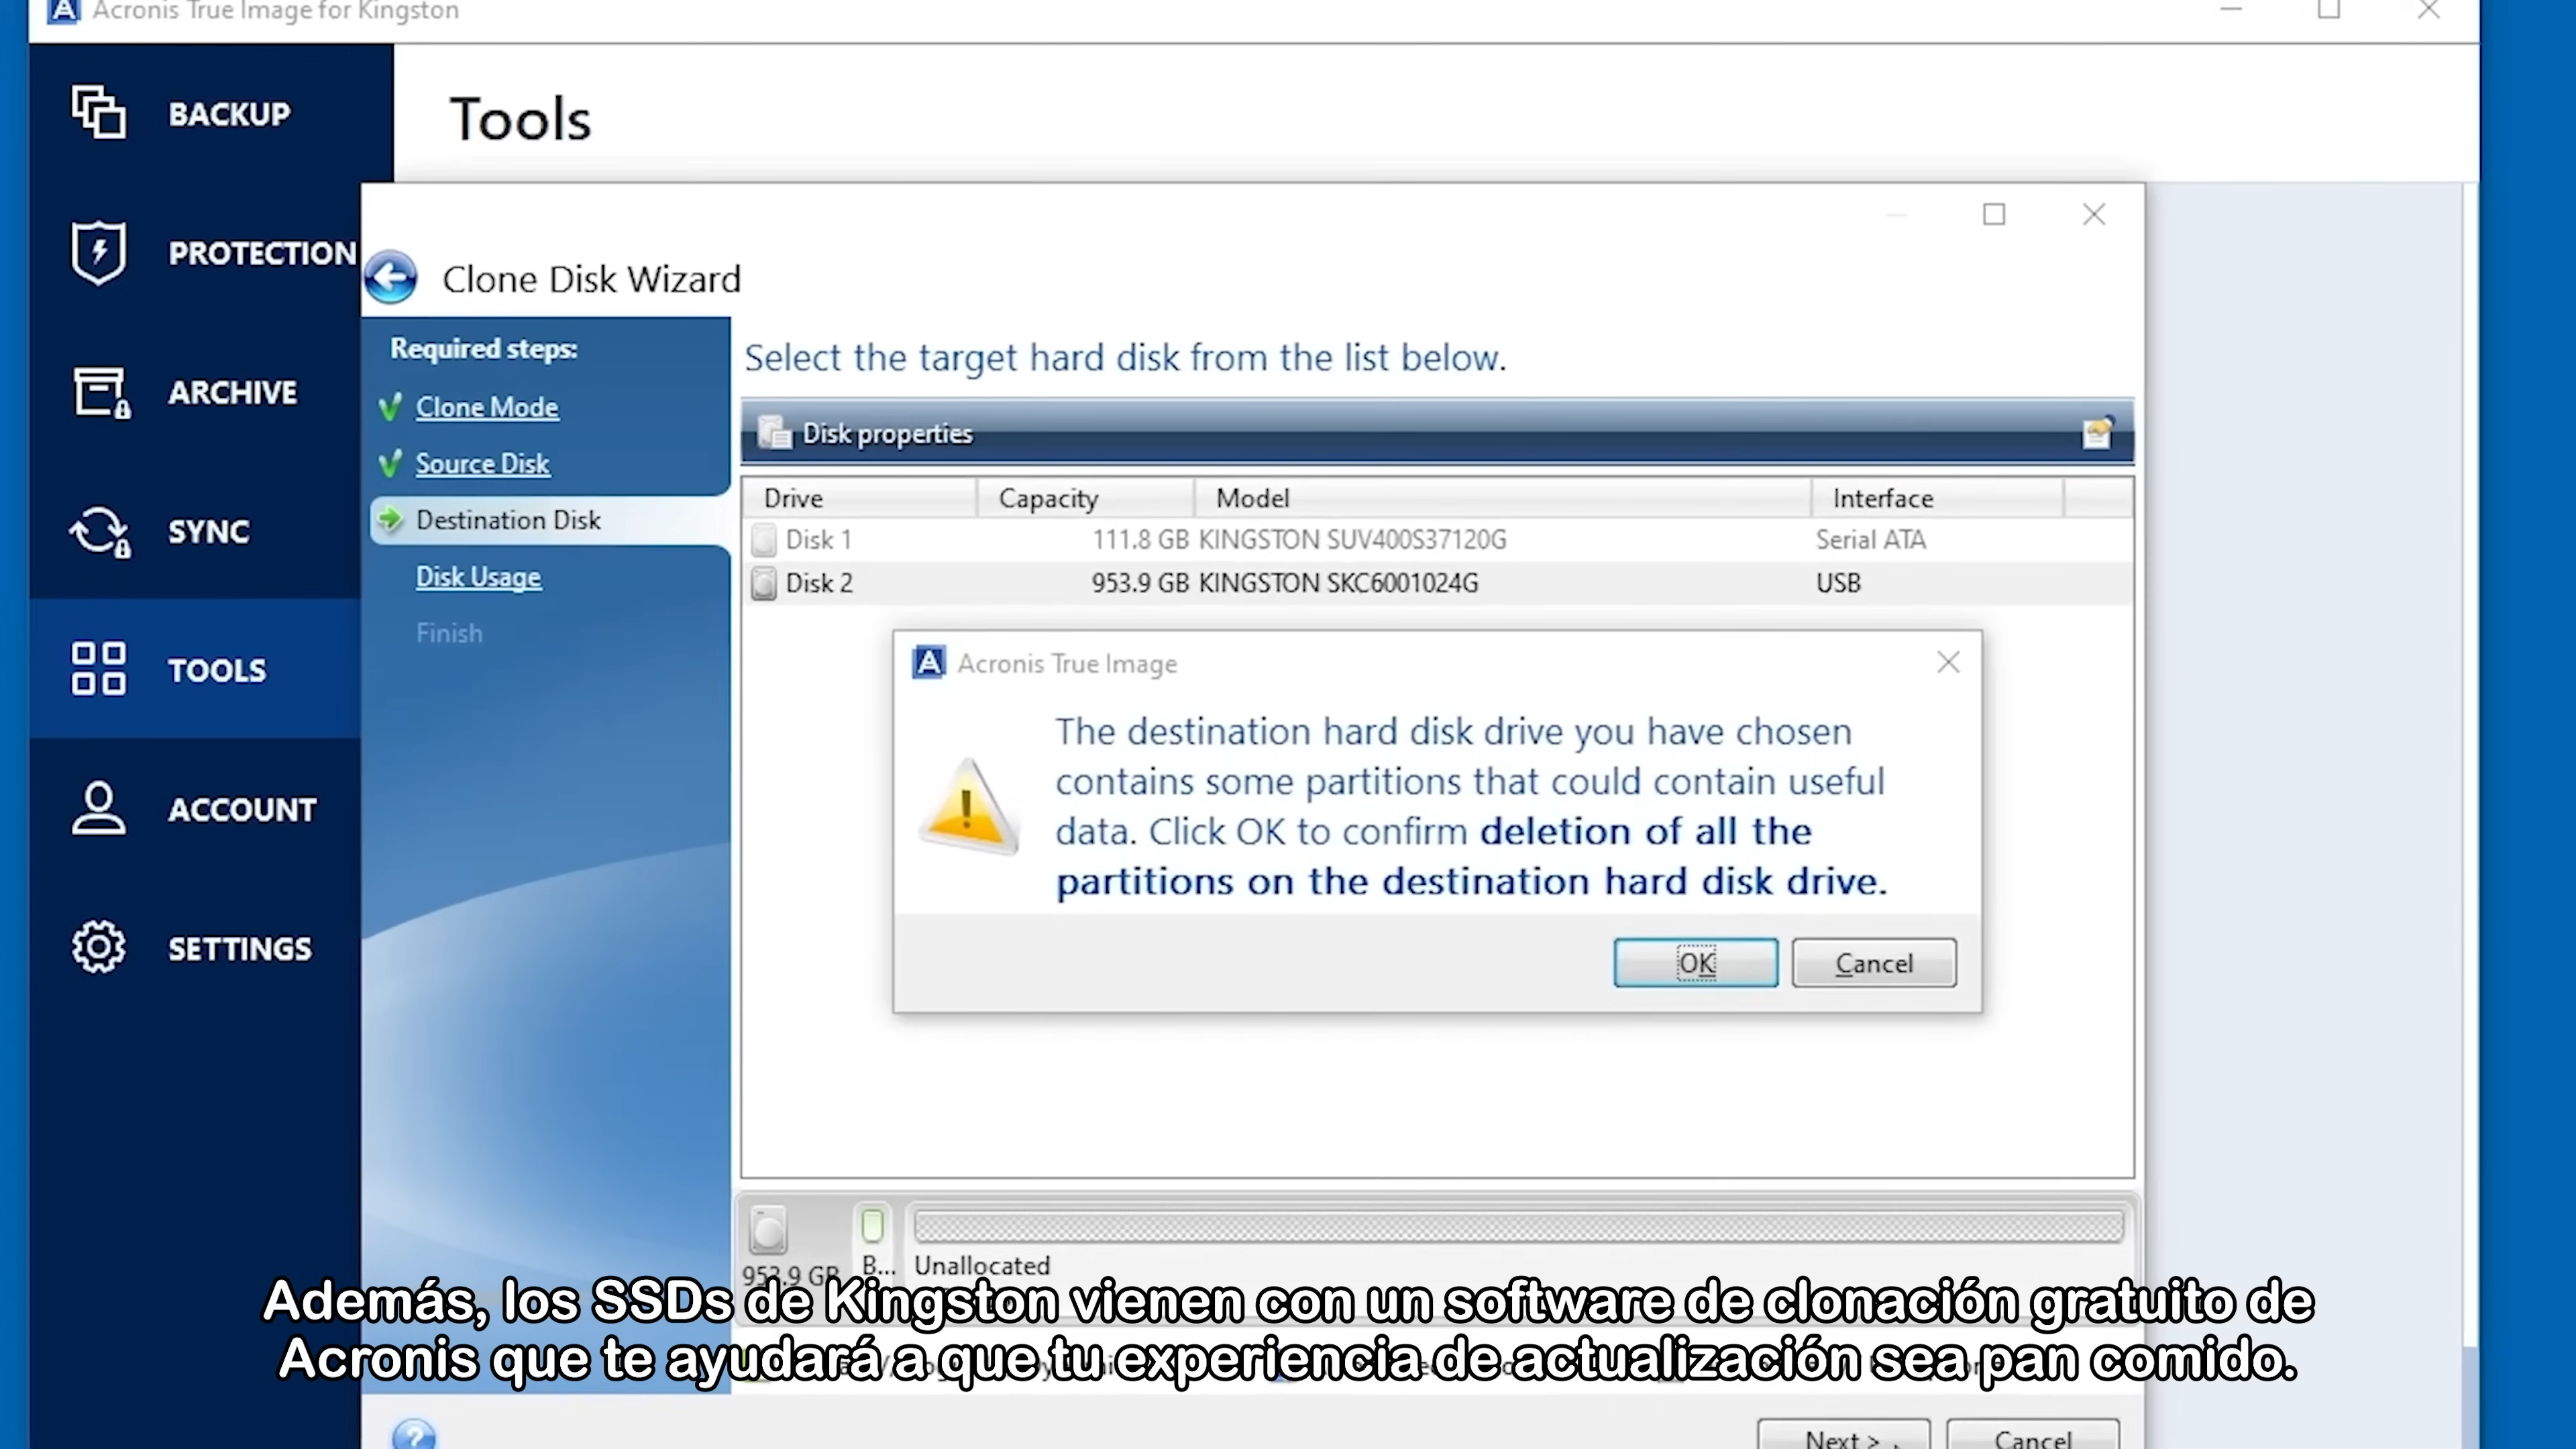 Acronis True Image for Kingston
BACKUP
Tools
PROTECTION
Clone Disk Wizard
Required steps:
Select the target hard disk from the list below.
ARCHIVE
Clone Mode
Disk properties
Source Disk
Drive Capacity Model Interface
SYNC
Destination Disk
Disk 1 111.8 GB KINGSTON SUV400S37120G Serial ATA
Disk Usage
Disk 2 953.9 GB KINGSTON SKC6001024G USB
Finish
TOOLS
Acronis True Image
The destination hard disk drive you have chosen
contains some partitions that could contain useful
data. Click OK to confirm deletion of all the
partitions on the destination hard disk drive.
ACCOUNT
SETTINGS
OK Cancel
B... Unallocated
953.9 GB
Además, los SSDs de Kingston vienen con un software de clonación gratuito de
Acronis que te ayudará a que tu experiencia de actualización sea pan comido.
Next > Cancel